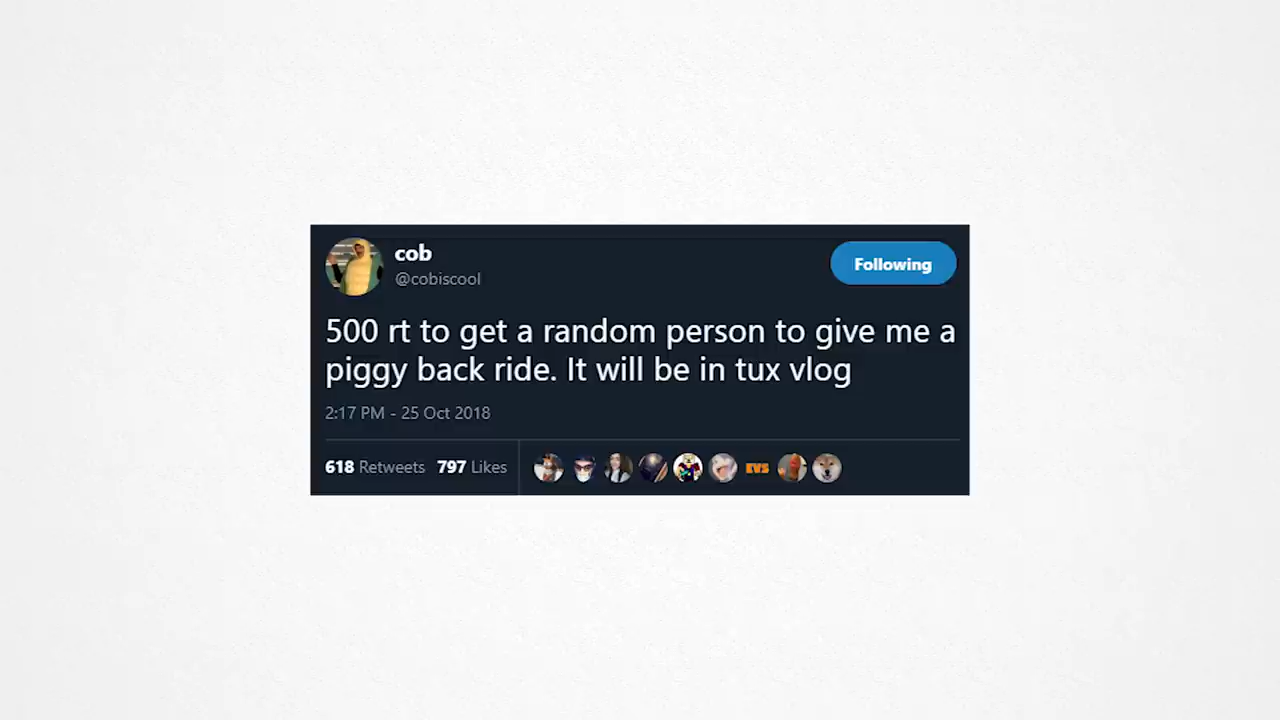 cob
@cobiscool
Following
500 rt to get a random person to give me a
piggy back ride. It will be in tux vlog
2:17 PM - 25 Oct 2018
618 Retweets 797 Likes
EVS